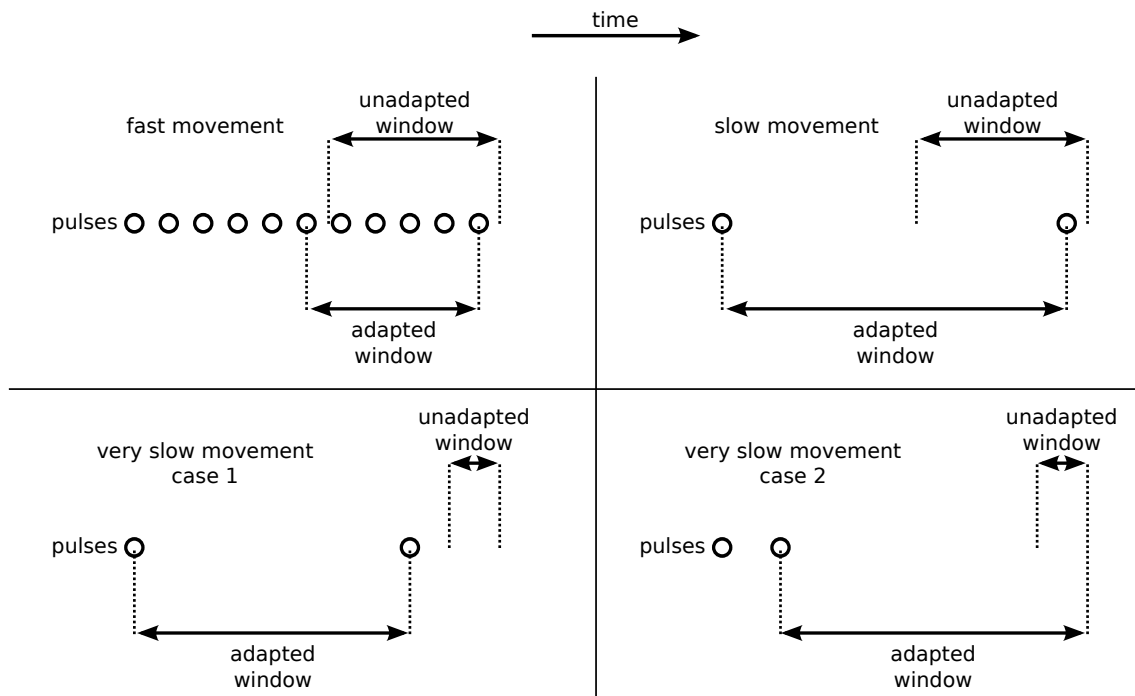 time
fast movement
unadapted
window
pulses
adapted
window
slow movement
unadapted
window
pulses
adapted
window
very slow movement
case 1
unadapted
window
pulses
adapted
window
very slow movement
case 2
unadapted
window
pulses
adapted
window